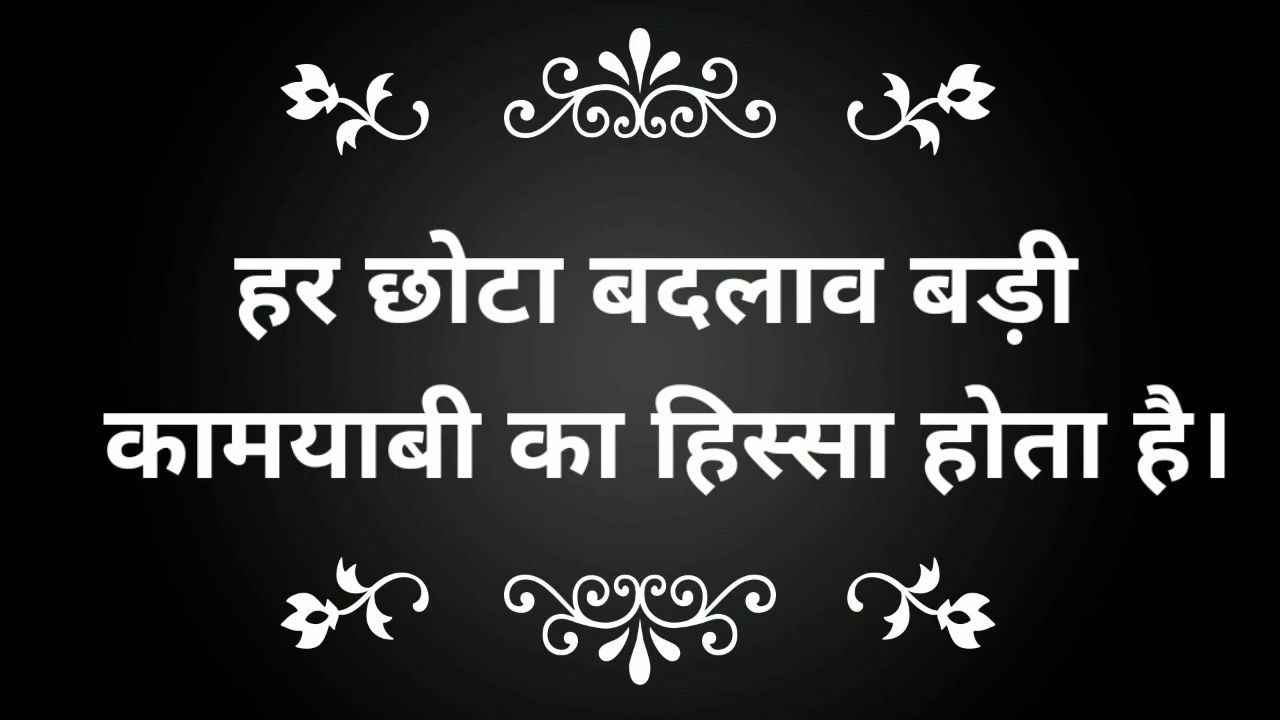 हर छोटा बदलाव बड़ी
कामयाबी का हिस्सा होता है।